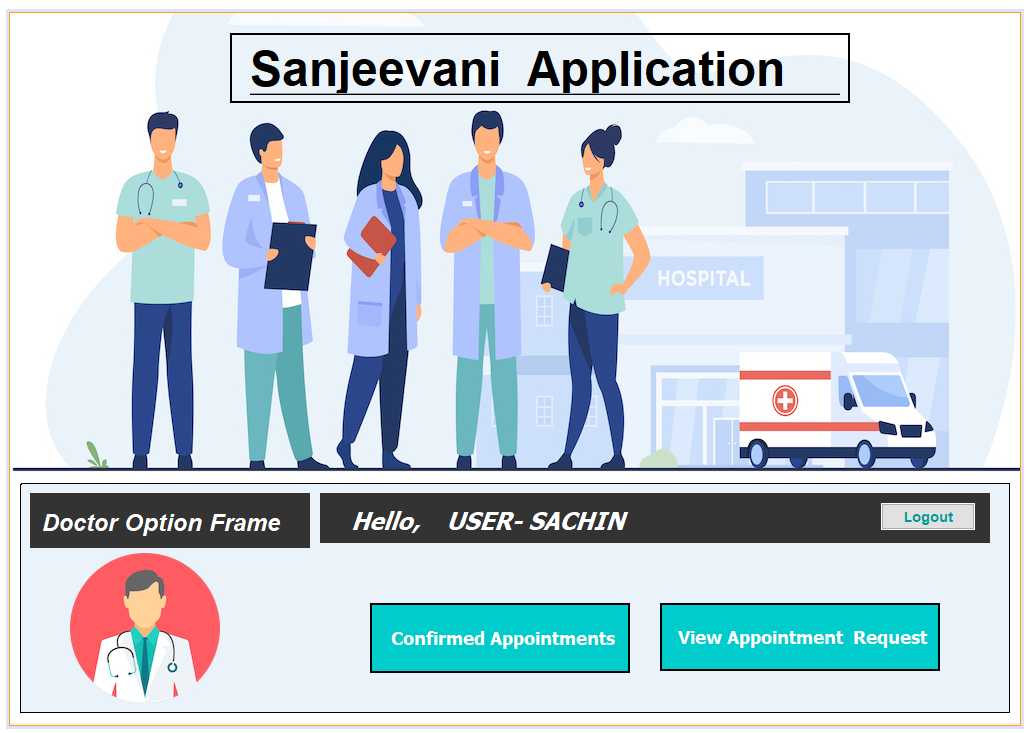 Sanjeevani Application
HOSPITAL
Doctor Option Frame
Hello, USER- SACHIN
Logout
Confirmed Appointments
View Appointment Request